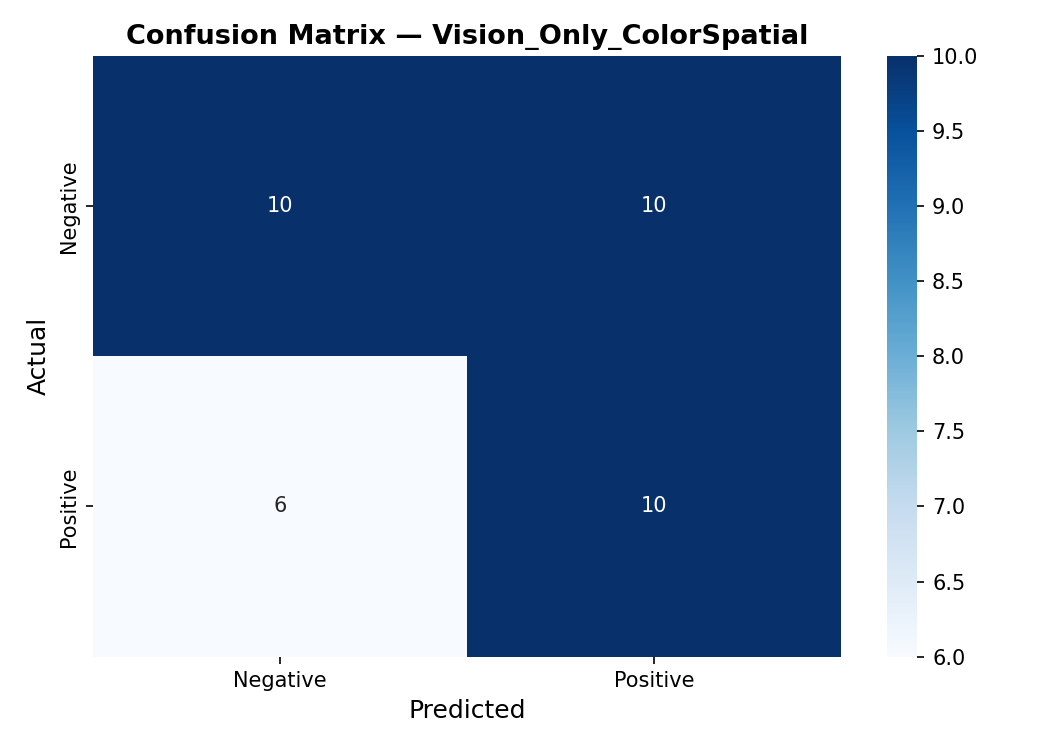 Confusion Matrix — Vision_Only_ColorSpatial
Actual
Negative
Positive
10 10
6 10
Negative Positive
Predicted
10.0
9.5
9.0
8.5
8.0
7.5
7.0
6.5
6.0